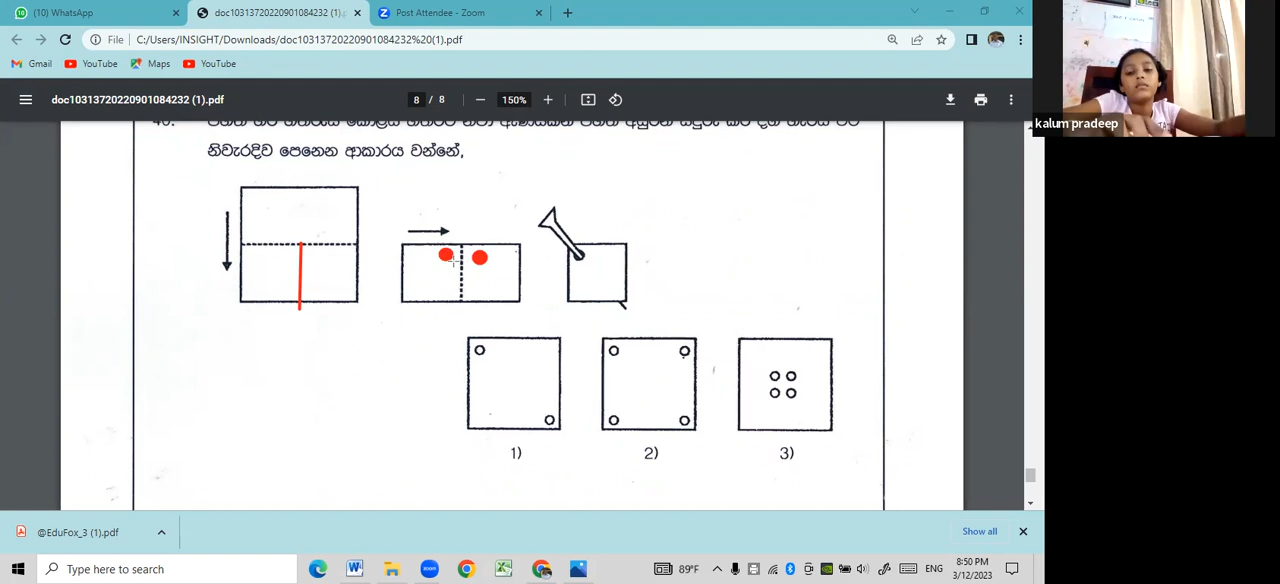 (10) WhatsApp
doc10313720220901084232 (1).p
Post Attendee - Zoom
File
C:/Users/INSIGHT/Downloads/doc10313720220901084232%20(1).pdf
Gmail
YouTube
Maps
YouTube
doc10313720220901084232 (1).pdf
8 / 8
150%
kalum pradeep
නිවැරදිව පෙනෙන ආකාරය වන්නේ,
1)
2)
3)
@EduFox_3 (1).pdf
Show all
Type here to search
89°F
ENG
8:50 PM
3/12/2023